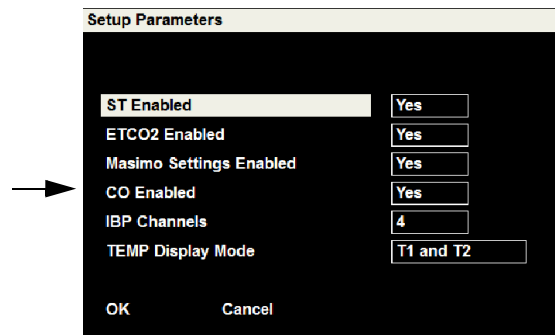 Setup Parameters
ST Enabled Yes
ETCO2 Enabled Yes
Masimo Settings Enabled Yes
CO Enabled Yes
IBP Channels 4
TEMP Display Mode T1 and T2
OK Cancel